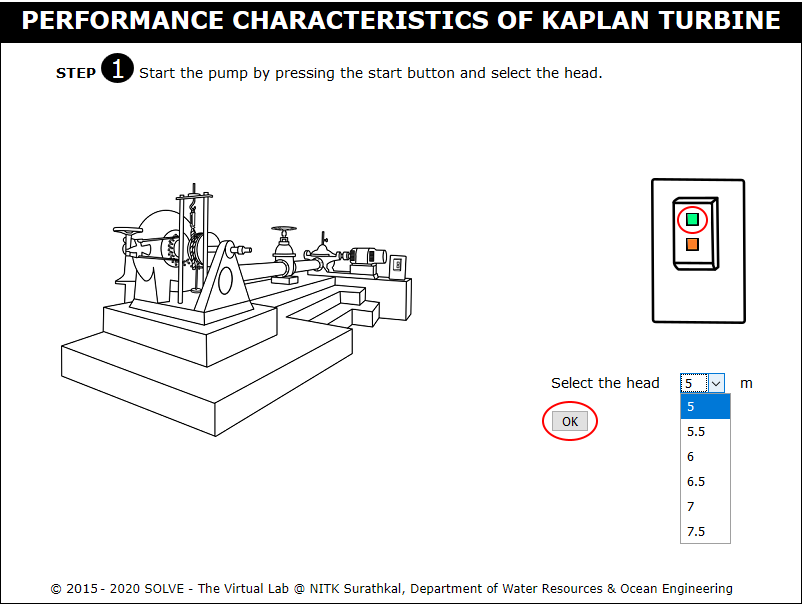 PERFORMANCE CHARACTERISTICS OF KAPLAN TURBINE
STEP 1 Start the pump by pressing the start button and select the head.
Select the head 5 m
OK
5
5.5
6
6.5
7
7.5
© 2015 - 2020 SOLVE - The Virtual Lab @ NITK Surathkal, Department of Water Resources & Ocean Engineering